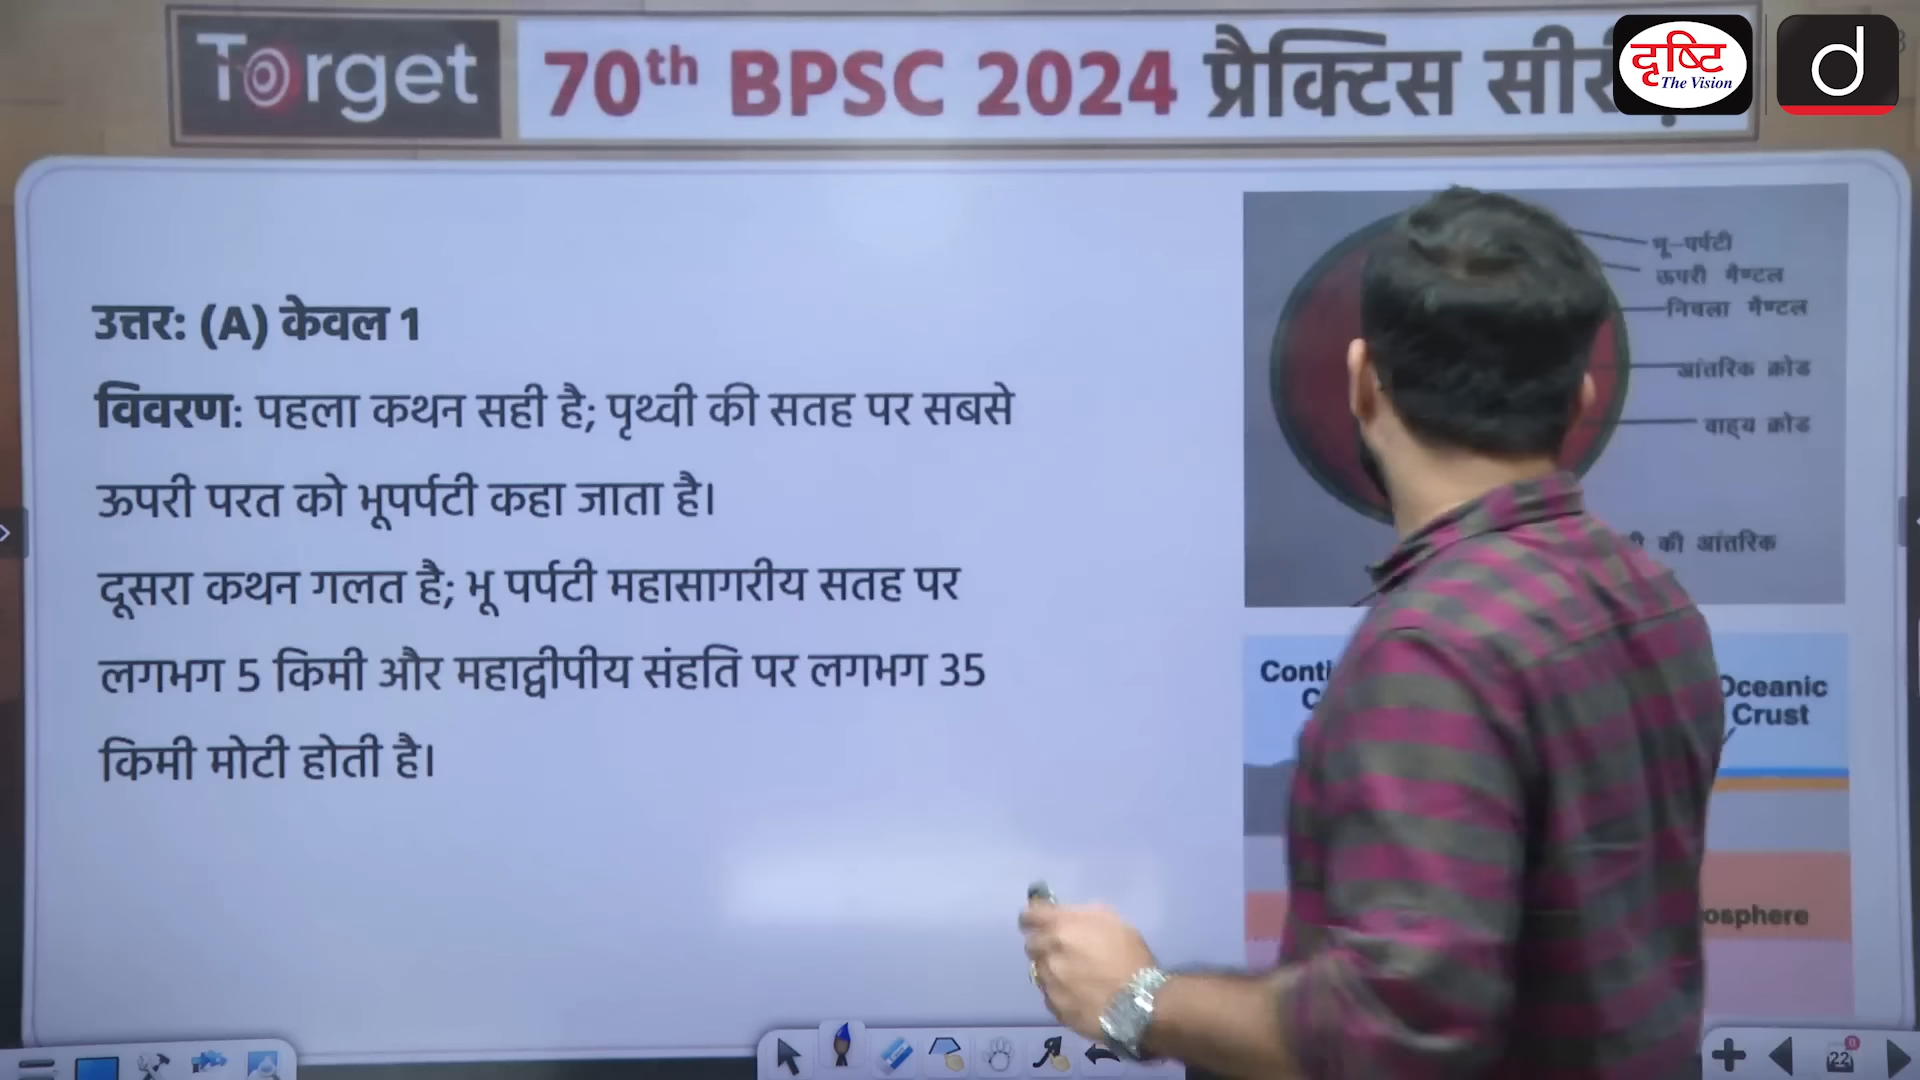 Target
70th BPSC 2024 प्रैक्टिस
दृष्टि
The Vision
d
उत्तर: (A) केवल 1
विवरण: पहला कथन सही है; पृथ्वी की सतह पर सबसे
ऊपरी परत को भूपर्पटी कहा जाता है।
दूसरा कथन गलत है; भू पर्पटी महासागरीय सतह पर
लगभग 5 किमी और महाद्वीपीय संहति पर लगभग 35
किमी मोटी होती है।
भू-पर्पटी
ऊपरी मैण्टल
निचला मैण्टल
आंतरिक क्रोड
वाह्य क्रोड
की आंतरिक
Oceanic
Crust
22